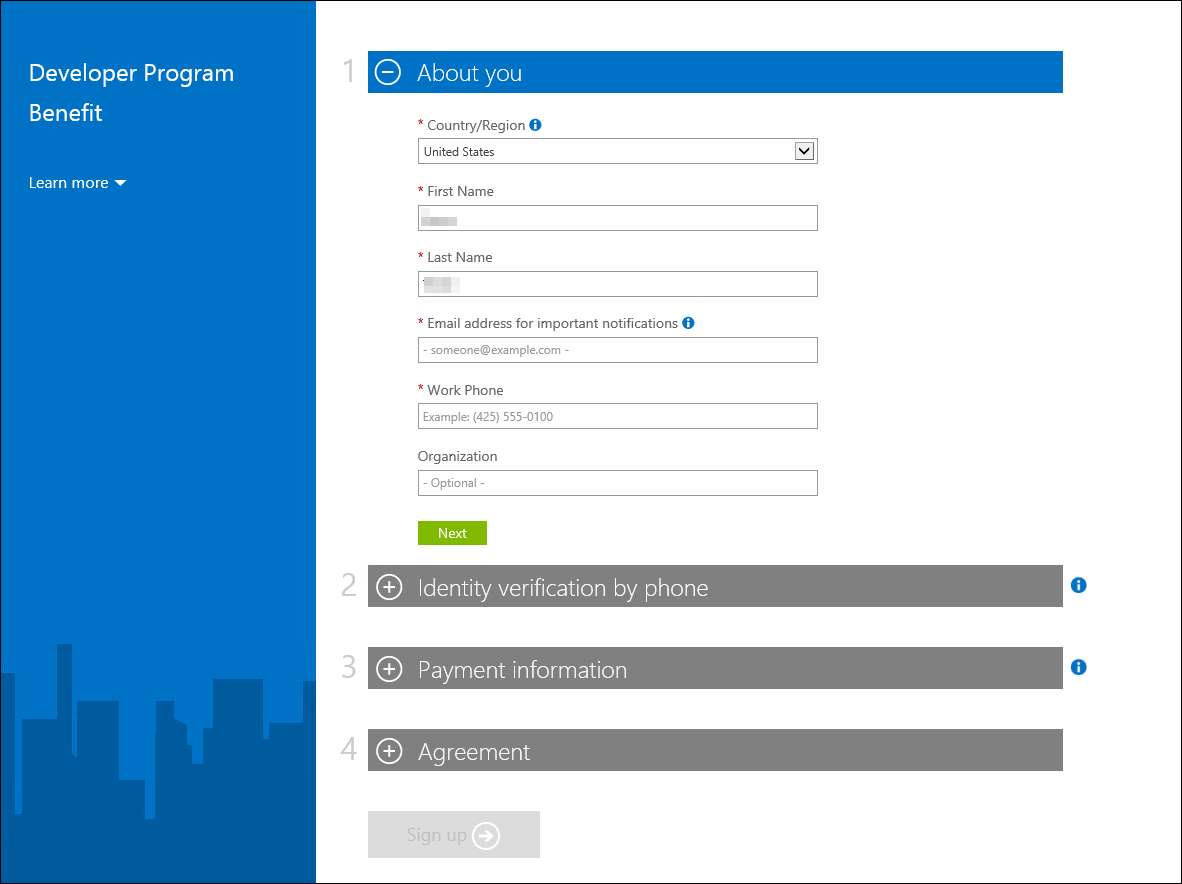 Developer Program
Benefit
Learn more
1 About you
* Country/Region
United States
* First Name
* Last Name
* Email address for important notifications
- someone@example.com -
* Work Phone
Example: (425) 555-0100
Organization
- Optional -
Next
2 Identity verification by phone
3 Payment information
4 Agreement
Sign up